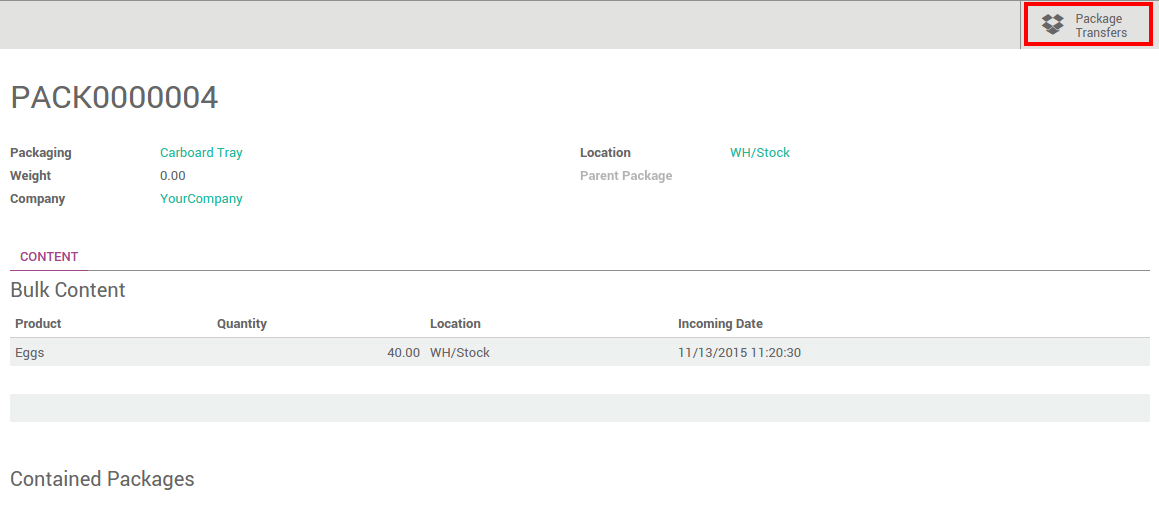 Package
Transfers
PACK0000004
Packaging Carboard Tray Location WH/Stock
Weight 0.00 Parent Package
Company YourCompany
CONTENT
Bulk Content
Product Quantity Location Incoming Date
Eggs 40.00 WH/Stock 11/13/2015 11:20:30
Contained Packages